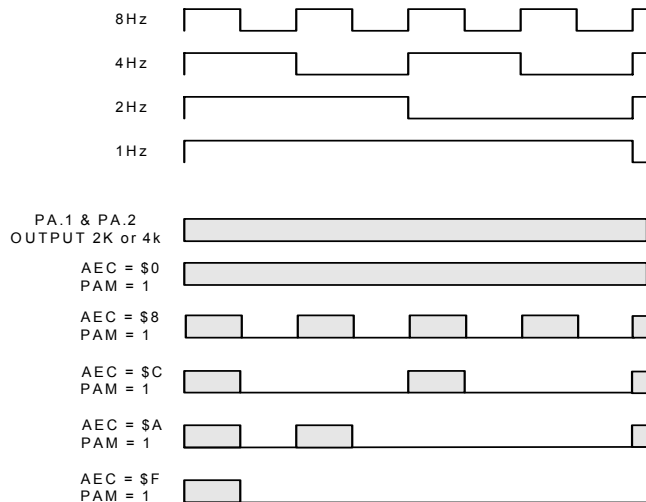 8Hz
4Hz
2Hz
1Hz
PA.1 & PA.2
OUTPUT 2K or 4k
AEC = $0
PAM = 1
AEC = $8
PAM = 1
AEC = $C
PAM = 1
AEC = $A
PAM = 1
AEC = $F
PAM = 1